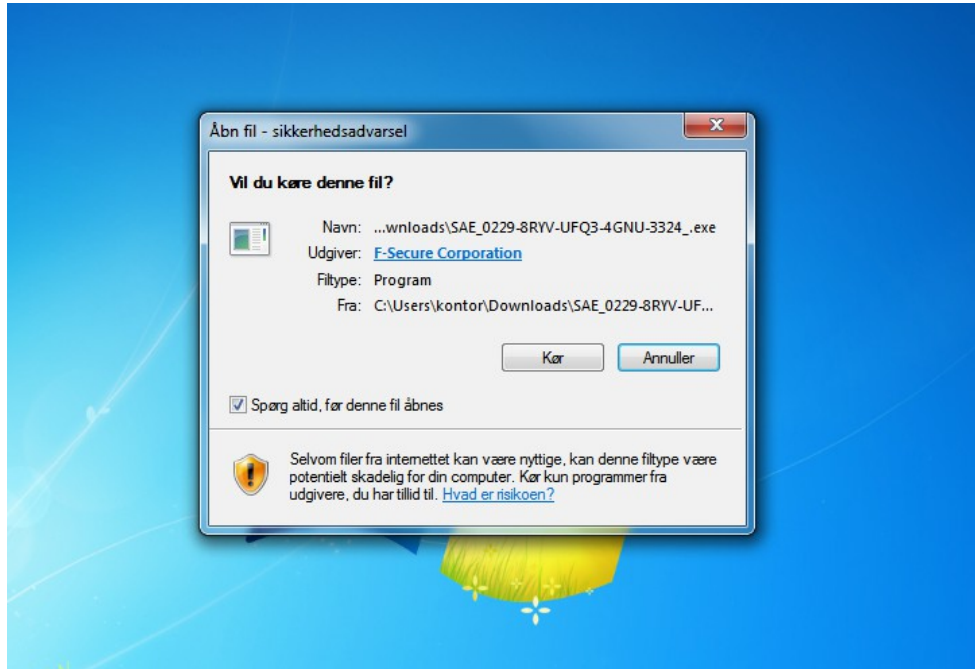 Åbn fil - sikkerhedsadvarsel
Vil du køre denne fil?
Navn: ...wnloads\SAE_0229-8RYV-UFQ3-4GNU-3324_.exe
Udgiver: F-Secure Corporation
Filtype: Program
Fra: C:\Users\kontor\Downloads\SAE_0229-8RYV-UF...
Kør Annuller
Spørg altid, før denne fil åbnes
Selvom filer fra internettet kan være nyttige, kan denne filtype være
potentielt skadelig for din computer. Kør kun programmer fra
udgivere, du har tillid til. Hvad er risikoen?